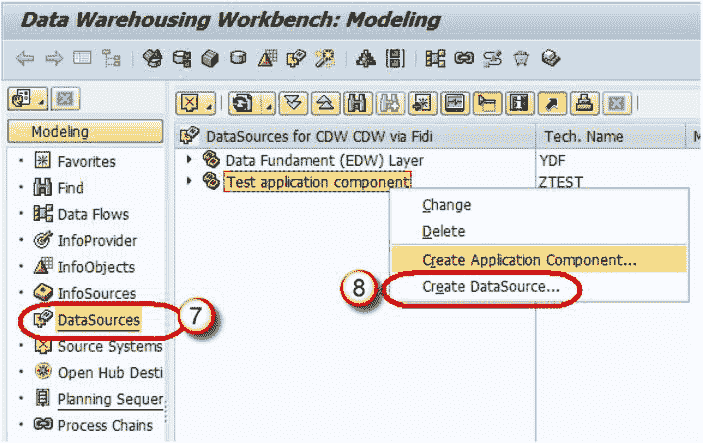 Data Warehousing Workbench: Modeling
Modeling
DataSources for CDW CDW via Fidi Tech. Name M
Favorites
Data Fundament (EDW) Layer YDF
Find
Test application component ZTEST
Data Flows
Change
InfoProvider
Delete
InfoObjects
Create Application Component...
InfoSources
8 Create DataSource...
DataSources 7
Source Systems
Open Hub Desti
Planning Sequer
Process Chains